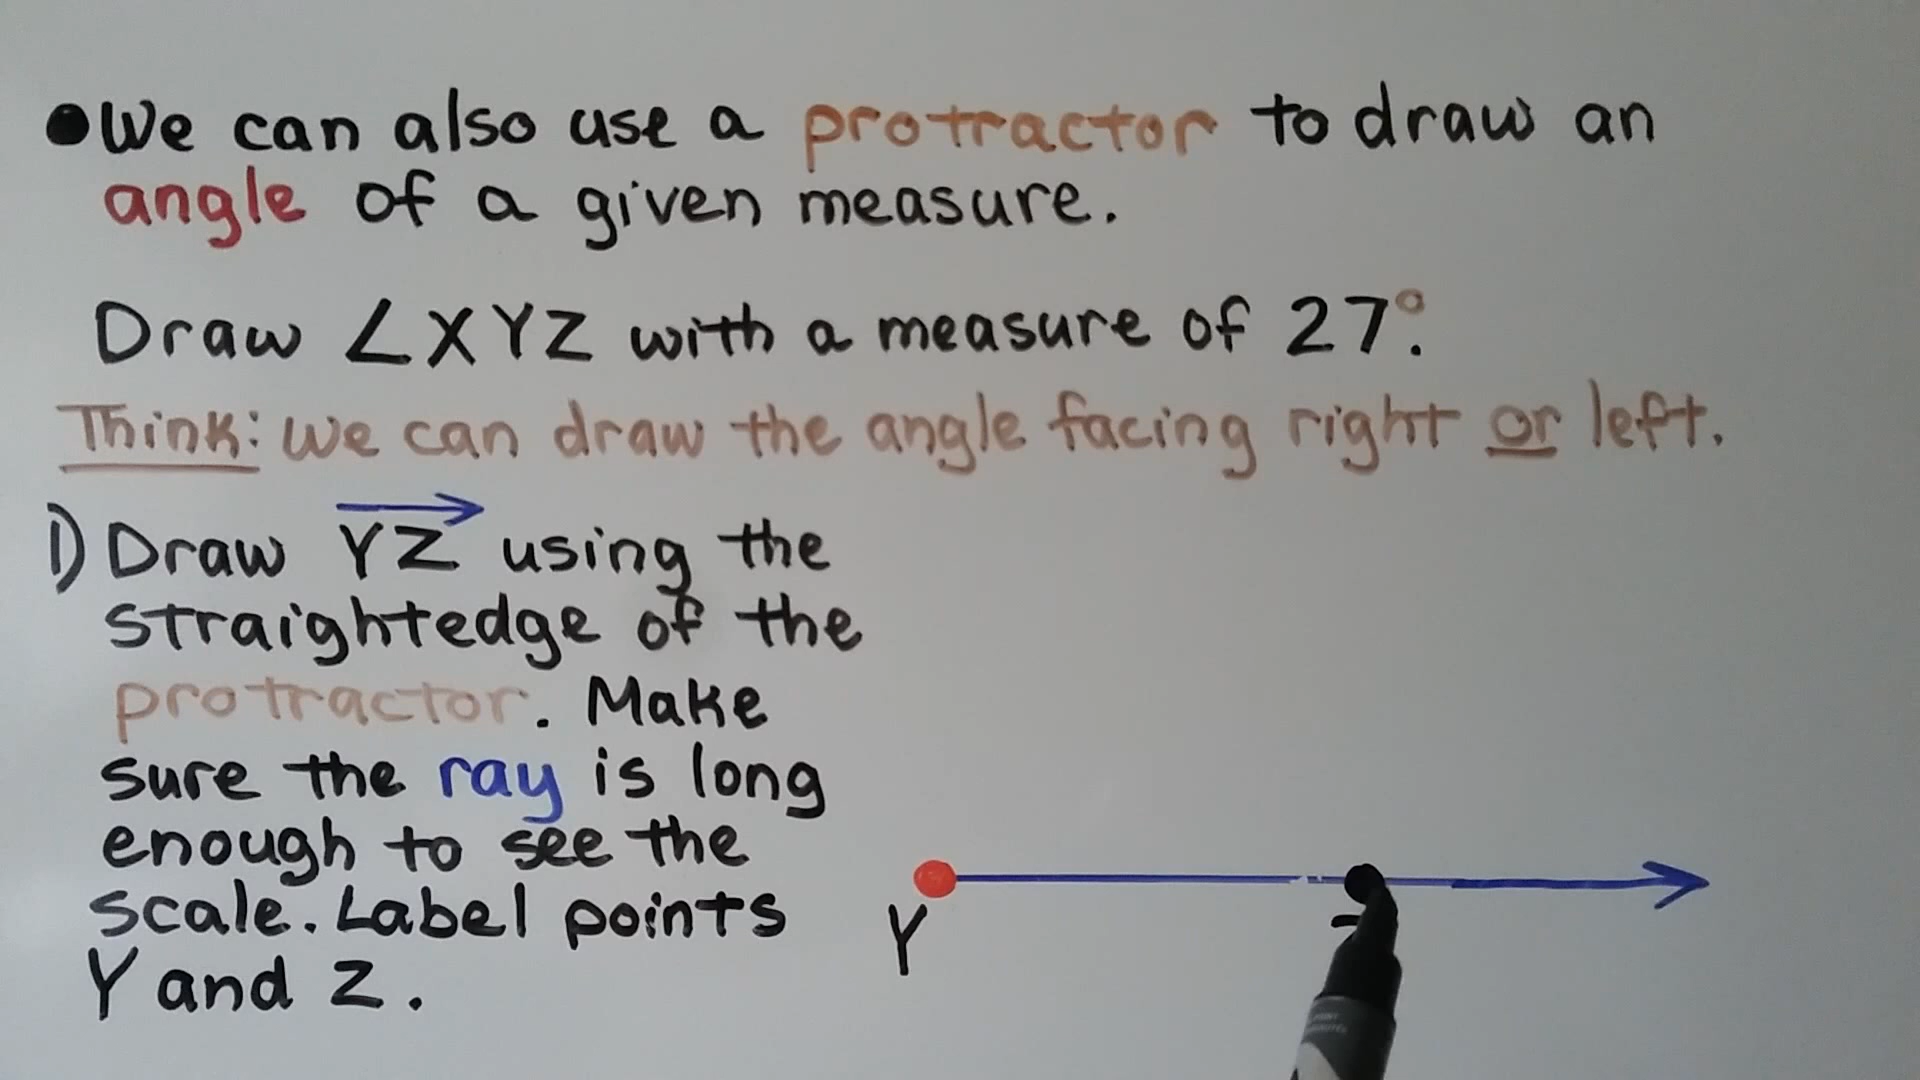 •We can also use a protractor to draw an
angle of a given measure.
Draw ∠XYZ with a measure of 27°.
Think: we can draw the angle facing right or left.
1) Draw YZ using the
straightedge of the
protractor. Make
sure the ray is long
enough to see the
scale. Label points
Y and Z.
Y